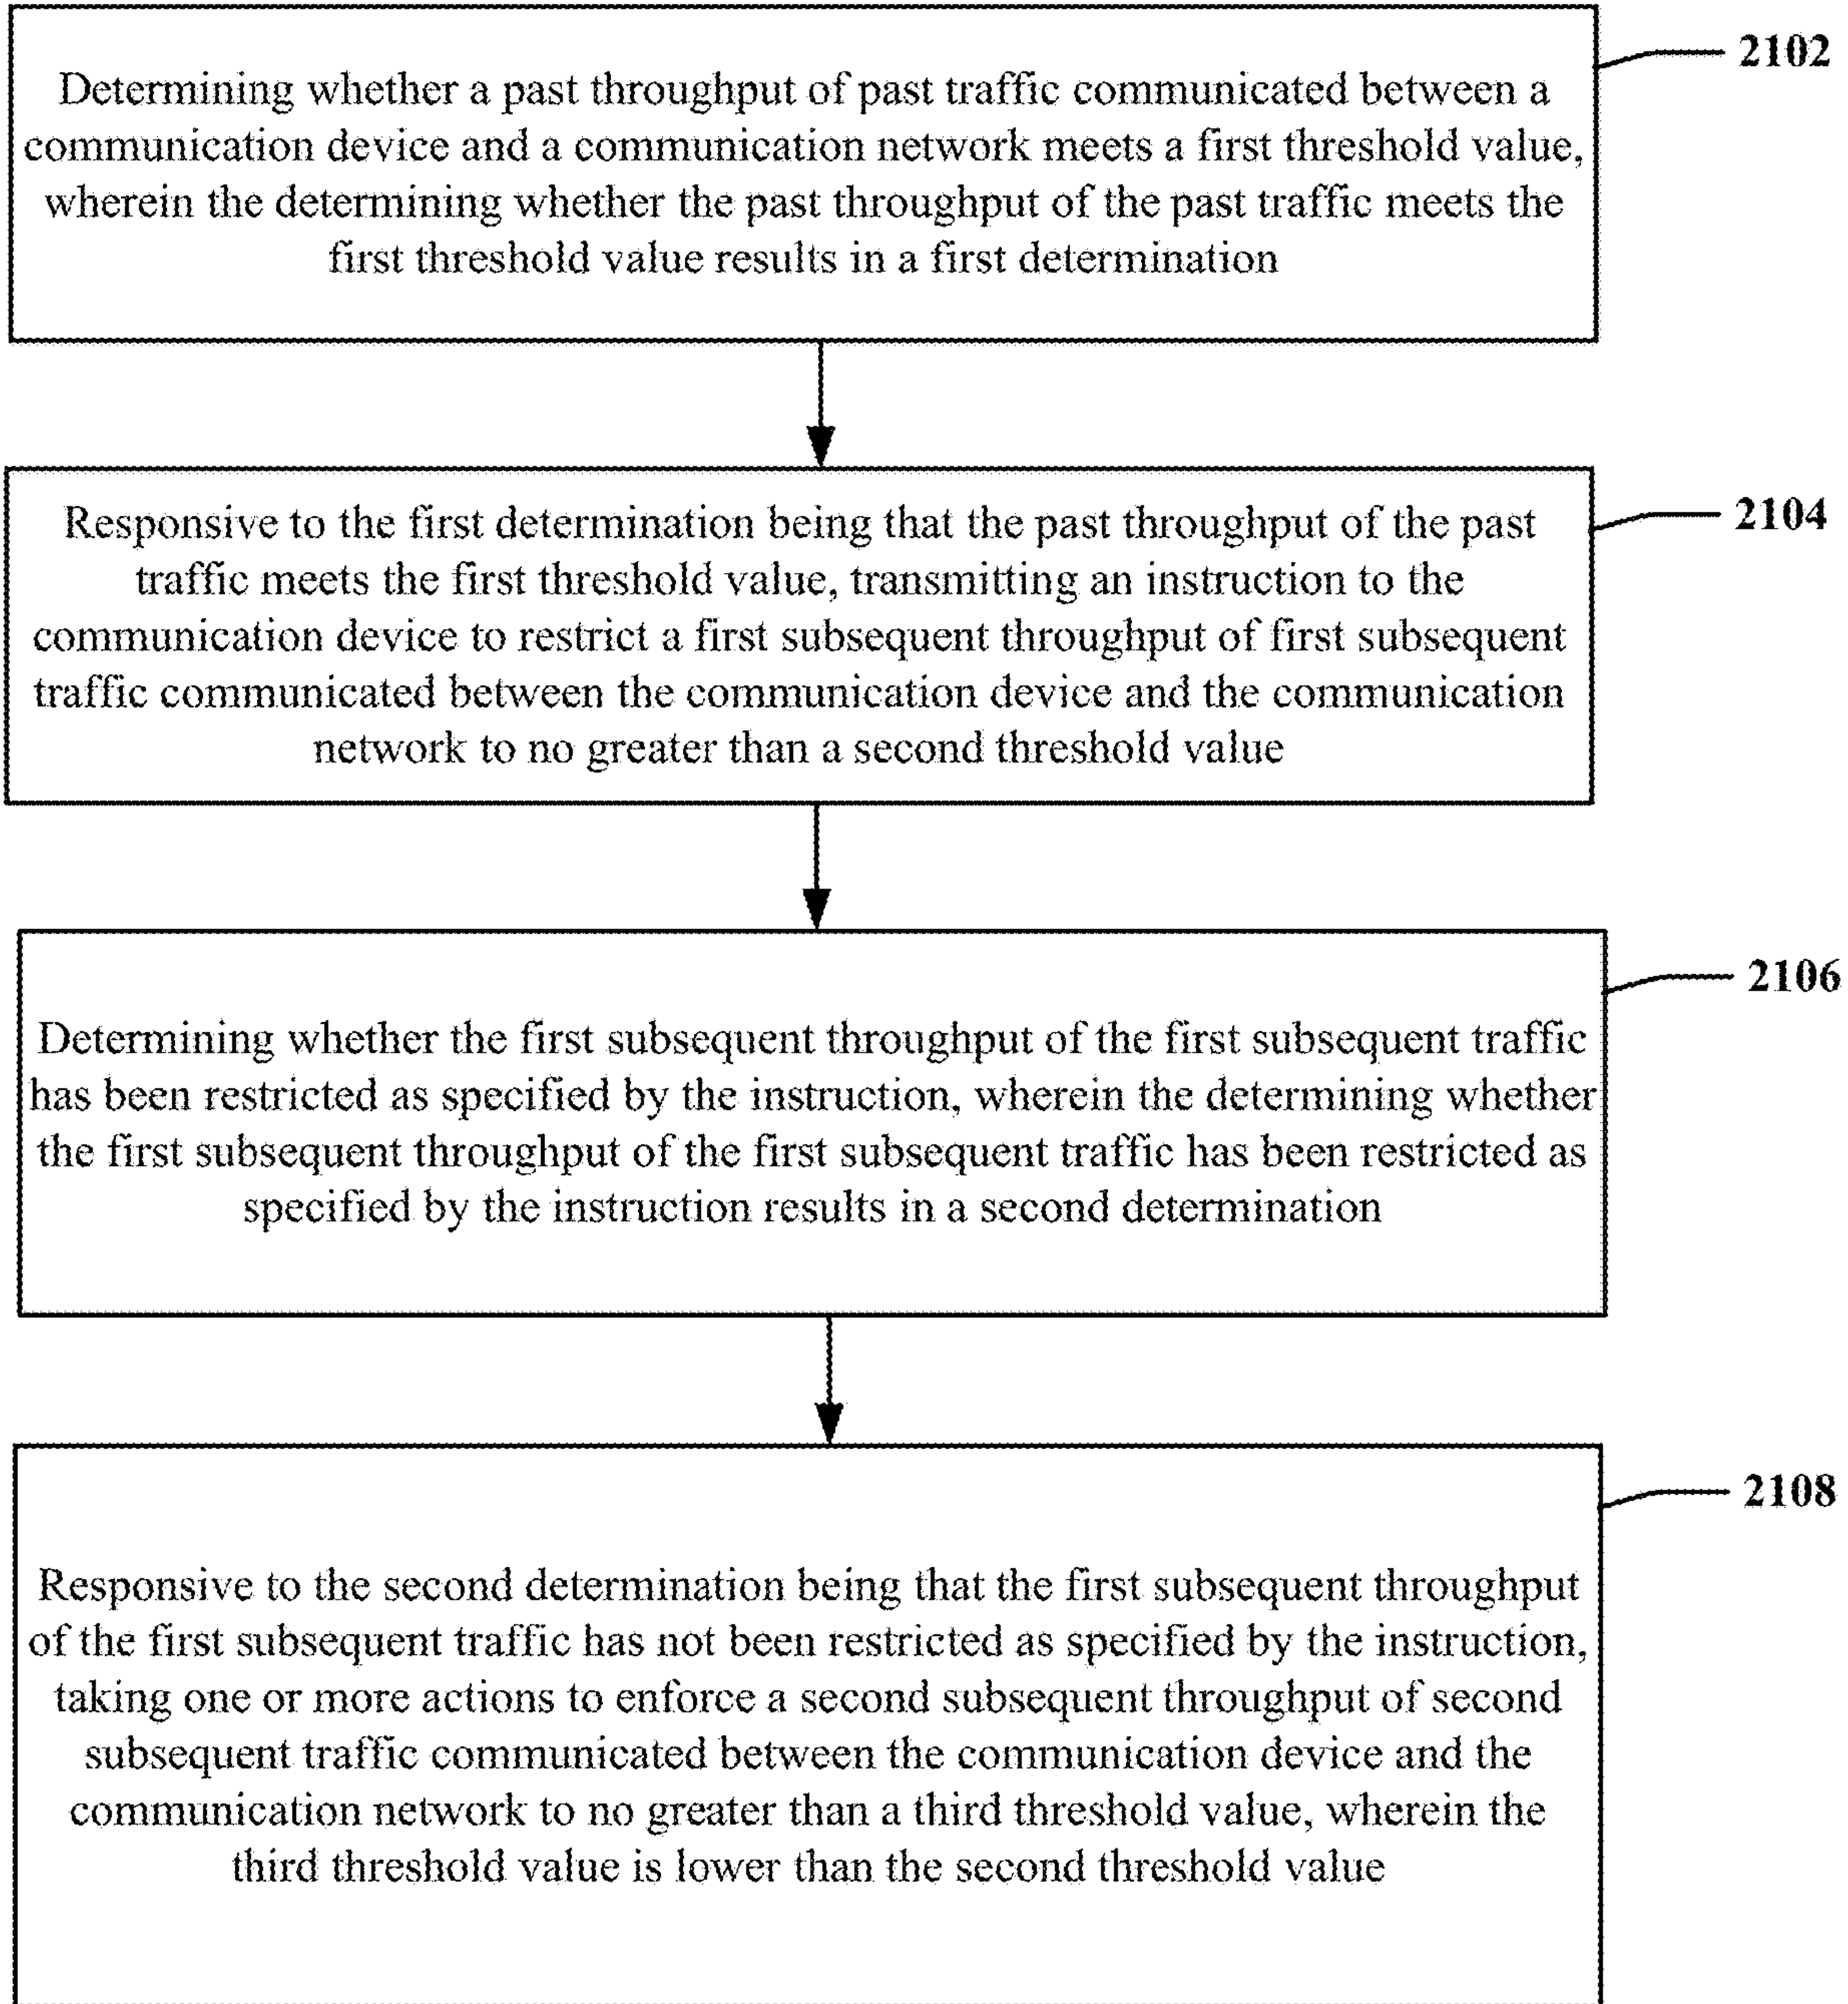 2102
Determining whether a past throughput of past traffic communicated between a
communication device and a communication network meets a first threshold value,
wherein the determining whether the past throughput of the past traffic meets the
first threshold value results in a first determination
2104
Responsive to the first determination being that the past throughput of the past
traffic meets the first threshold value, transmitting an instruction to the
communication device to restrict a first subsequent throughput of first subsequent
traffic communicated between the communication device and the communication
network to no greater than a second threshold value
2106
Determining whether the first subsequent throughput of the first subsequent traffic
has been restricted as specified by the instruction, wherein the determining whether
the first subsequent throughput of the first subsequent traffic has been restricted as
specified by the instruction results in a second determination
2108
Responsive to the second determination being that the first subsequent throughput
of the first subsequent traffic has not been restricted as specified by the instruction,
taking one or more actions to enforce a second subsequent throughput of second
subsequent traffic communicated between the communication device and the
communication network to no greater than a third threshold value, wherein the
third threshold value is lower than the second threshold value